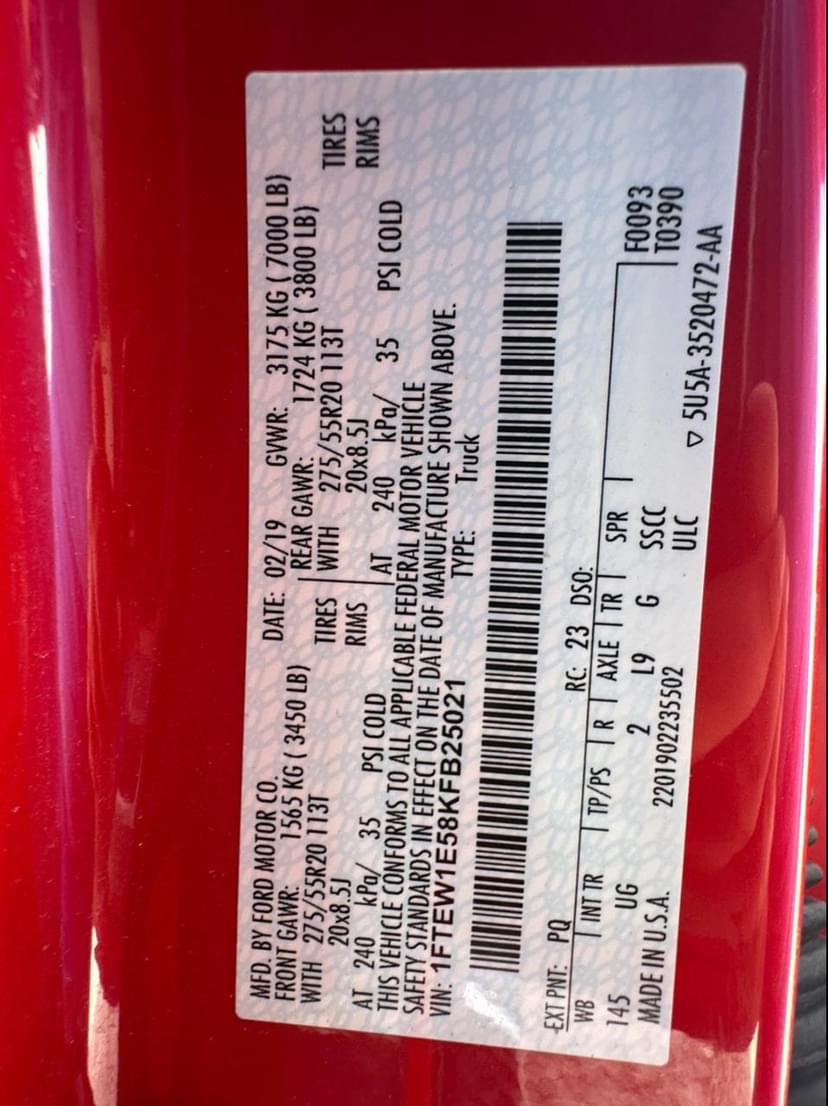 MFD. BY FORD MOTOR CO.
DATE: 02/19 GVWR: 3175 KG ( 7000 LB)
FRONT GAWR: 1565 KG ( 3450 LB)
REAR GAWR: 1724 KG ( 3800 LB)
WITH 275/55R20 113T TIRES
WITH 275/55R20 113T TIRES
20x8.5J RIMS
20x8.5J RIMS
AT 240 kPa/ 35 PSI COLD
AT 240 kPa/ 35 PSI COLD
THIS VEHICLE CONFORMS TO ALL APPLICABLE FEDERAL MOTOR VEHICLE
SAFETY STANDARDS IN EFFECT ON THE DATE OF MANUFACTURE SHOWN ABOVE.
VIN: 1FTEW1E58KFB25021 TYPE: Truck
EXT PNT: PQ RC: 23 DSO:
WB INT TR TP/PS R AXLE TR SPR F0093
145 UG 2 L9 G SSCC T0390
MADE IN U.S.A. 2201902235502 ULC
▽ 5U5A-3520472-AA